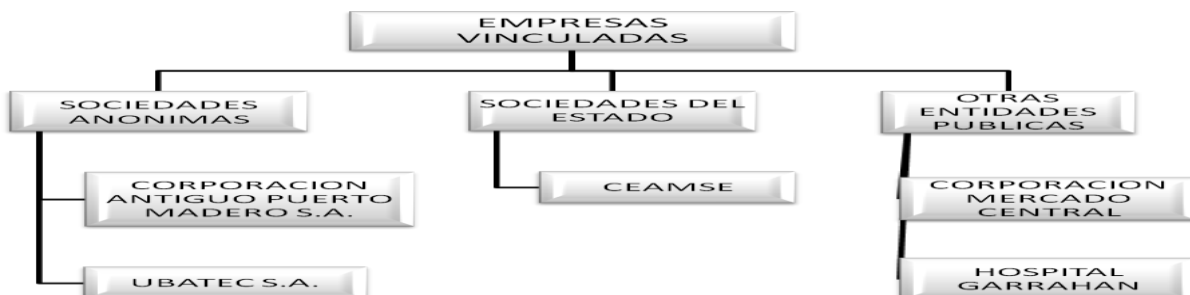 EMPRESAS
VINCULADAS
SOCIEDADES
ANONIMAS
SOCIEDADES DEL
ESTADO
OTRAS
ENTIDADES
PUBLICAS
CORPORACION
ANTIGUO PUERTO
MADERO S.A.
UBATEC S.A.
CEAMSE
CORPORACION
MERCADO
CENTRAL
HOSPITAL
GARRAHAN